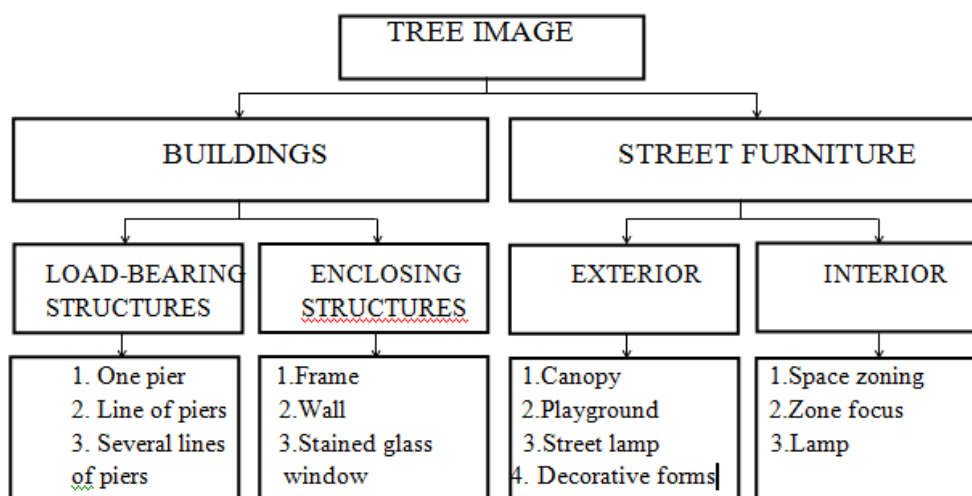 TREE IMAGE
BUILDINGS
STREET FURNITURE
LOAD-BEARING
STRUCTURES
ENCLOSING
STRUCTURES
EXTERIOR
INTERIOR
1. One pier
2. Line of piers
3. Several lines
of piers
1.Frame
2.Wall
3.Stained glass
window
1.Canopy
2.Playground
3.Street lamp
4. Decorative forms
1.Space zoning
2.Zone focus
3.Lamp